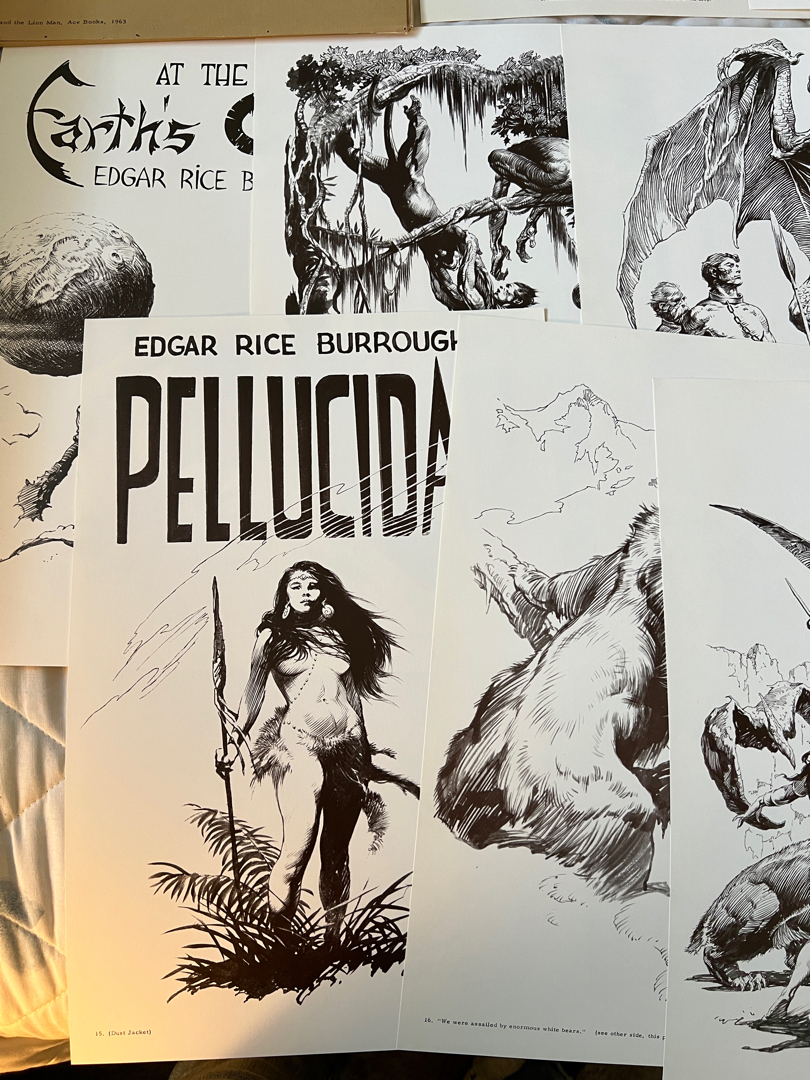 and the Lion Man, Ace Books, 1963
AT THE
Earth's
EDGAR RICE B
EDGAR RICE BURROUGH
PELLUCIDA
15. (Dust Jacket)
16. "We were assailed by enormous white bears." (see other side, this p